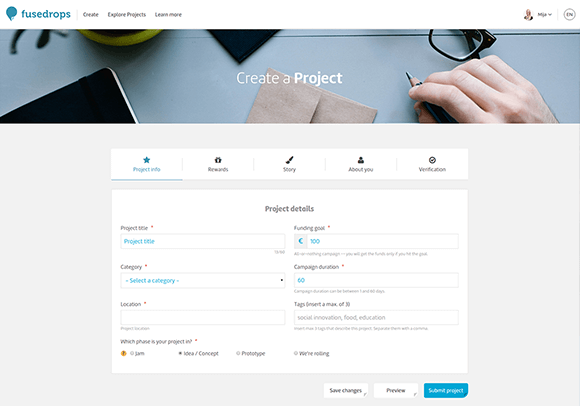 fusedrops Create Explore Projects Learn more Mija EN
Create a Project
Project info Rewards Story About you Verification
Project details
Project title * Funding goal *
Project title € 100
All-or-nothing campaign – you will get the funds only if you hit the goal.
Category * Campaign duration *
- Select a category - 60
Campaign duration can be between 1 and 60 days.
Location * Tags (insert a max. of 3)
social innovation, food, education
Project location Insert max 3 tags that describe the project. Separate them with a comma.
Which phase is your project in? *
Jam Idea / Concept Prototype We're rolling
Save changes Preview Submit project